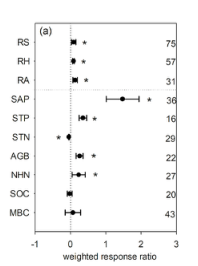 (a)
RS * 75
RH * 57
RA * 31
SAP * 36
STP * 16
STN * 29
AGB * 22
NHN * 27
SOC 20
MBC 43
-1 0 1 2 3
weighted response ratio